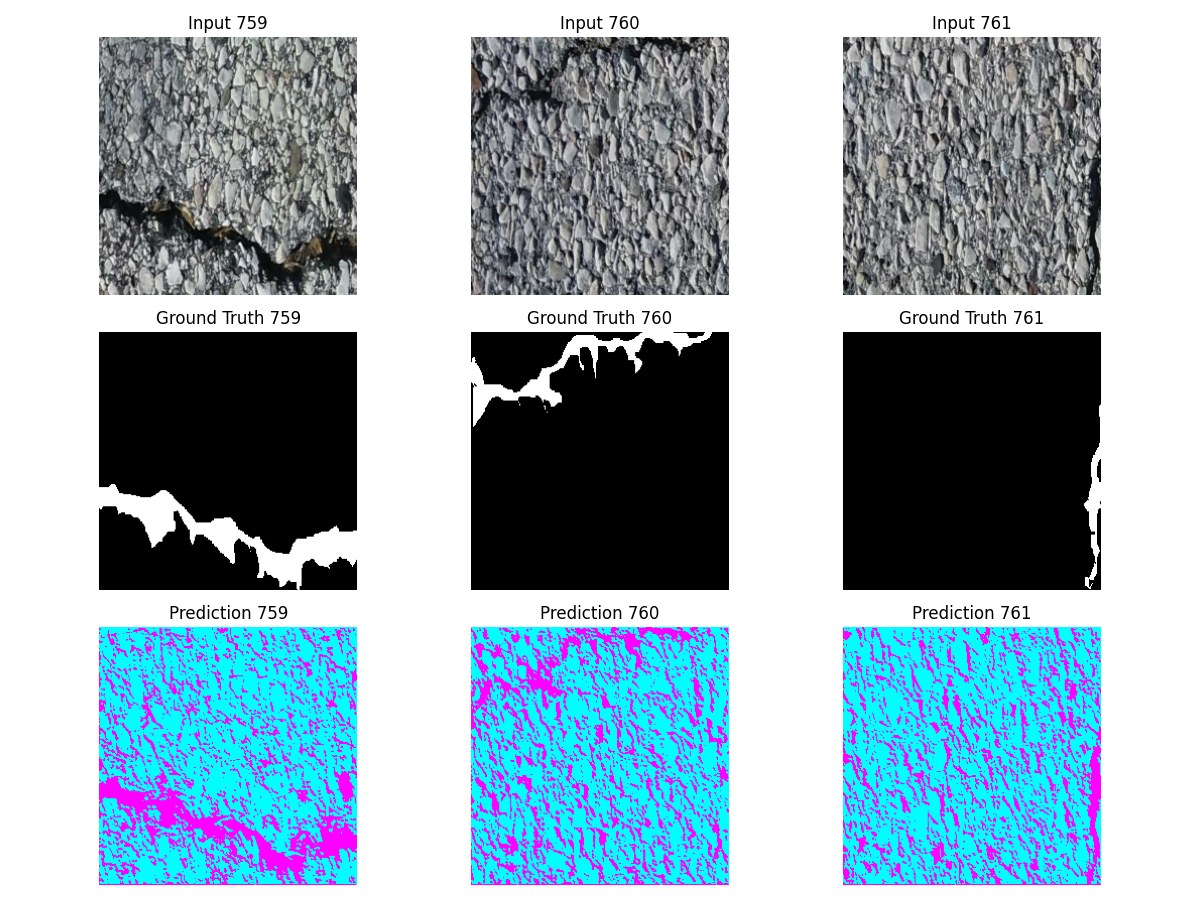 Input 759
Input 760
Input 761
Ground Truth 759
Ground Truth 760
Ground Truth 761
Prediction 759
Prediction 760
Prediction 761